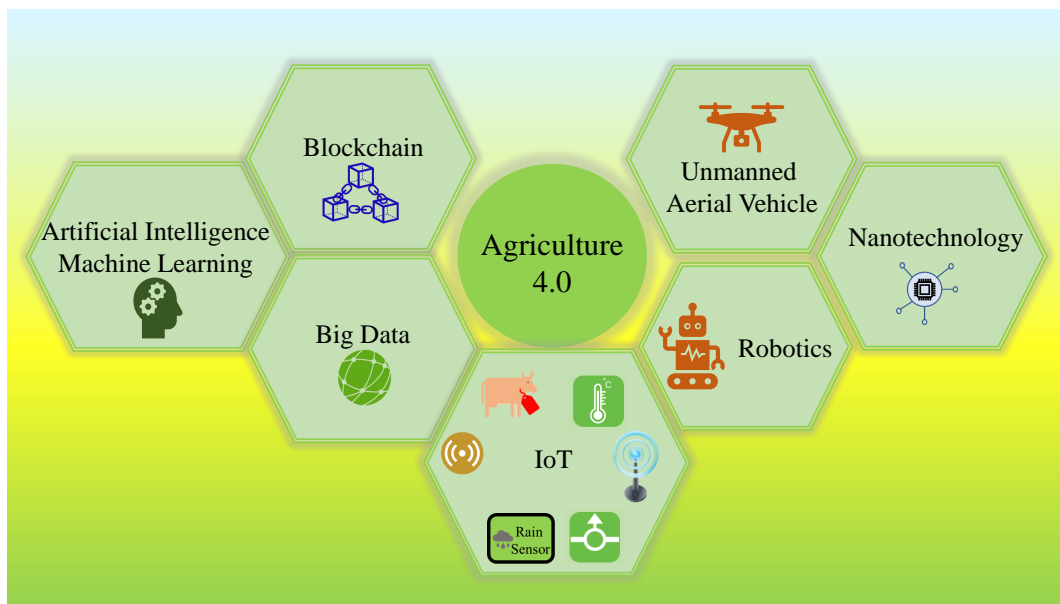 Blockchain
Artificial Intelligence
Machine Learning
Big Data
Agriculture
4.0
Unmanned
Aerial Vehicle
Nanotechnology
Robotics
°C
IoT
Rain
Sensor